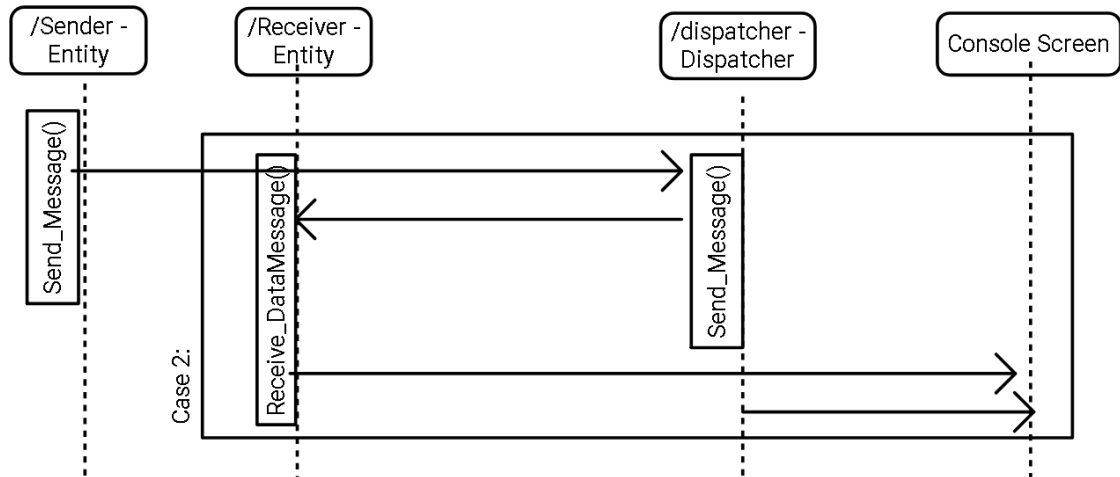 /Sender -
Entity
/Receiver -
Entity
/dispatcher -
Dispatcher
Console Screen
Send_Message()
Receive_DataMessage()
Send_Message()
Case 2: